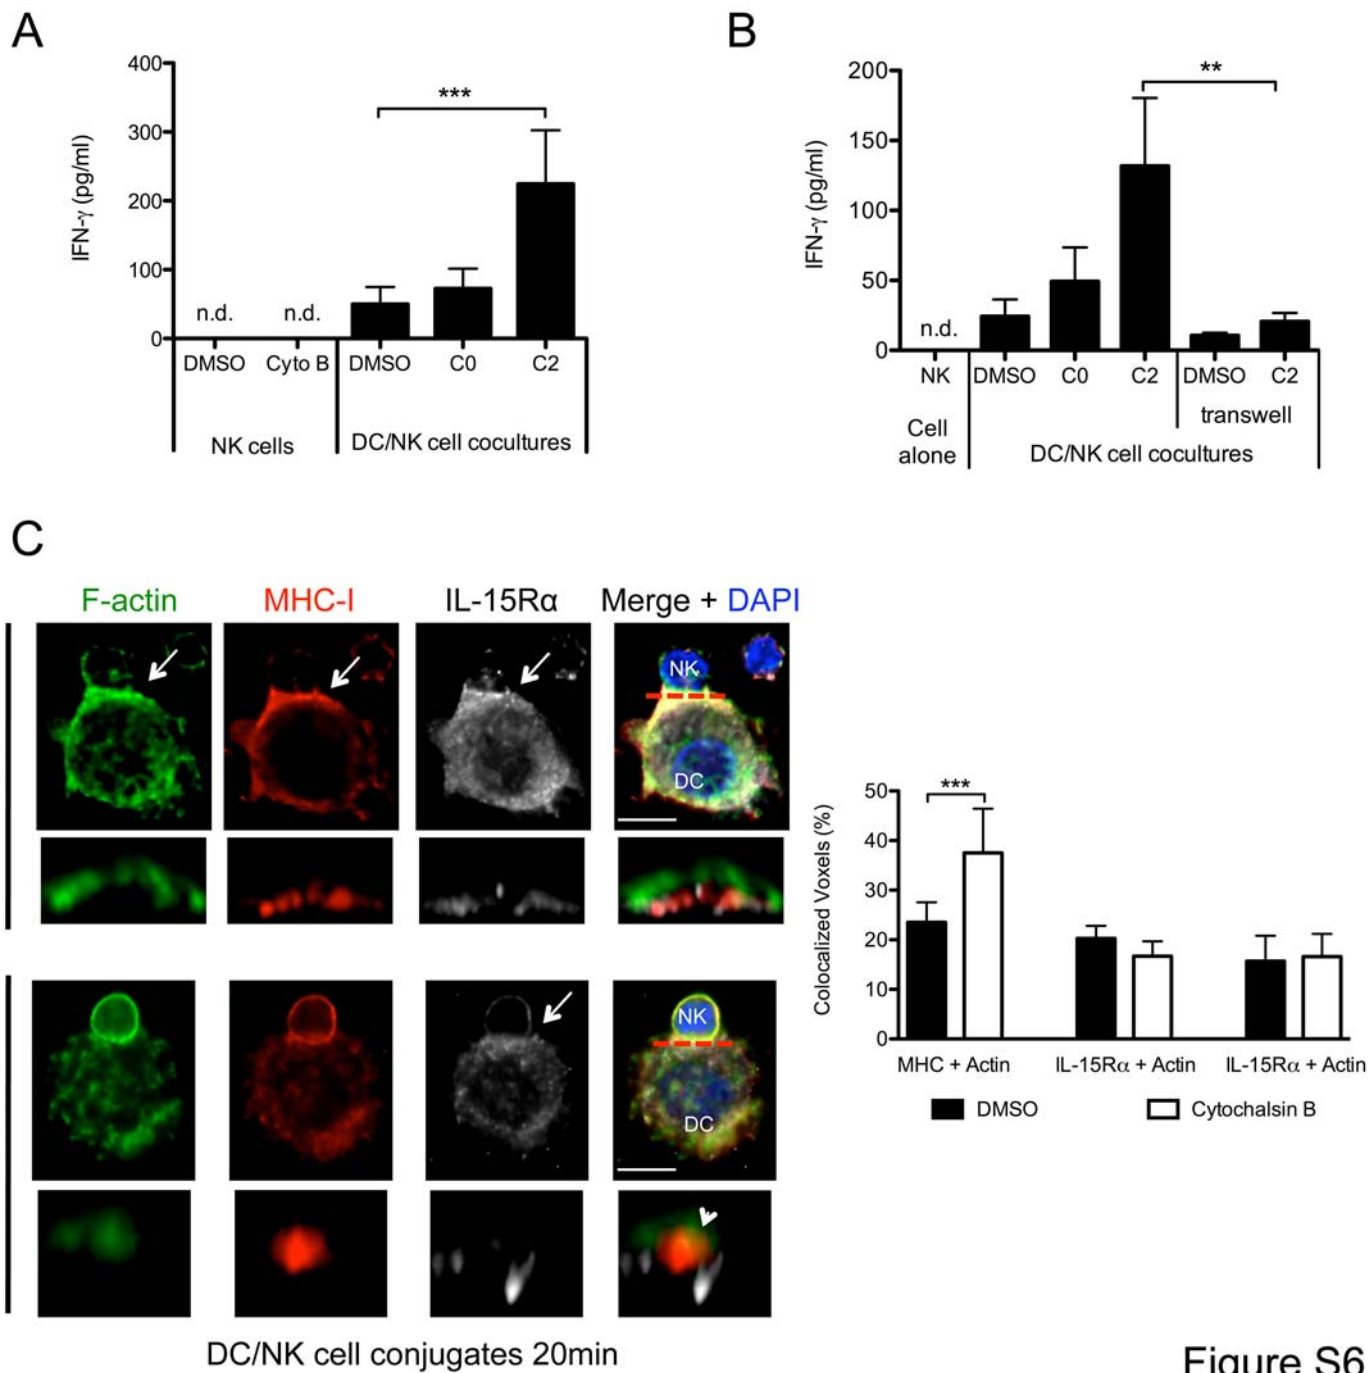 A
400
***
300
IFN-γ (pg/ml)
200
100
n.d.
n.d.
0
DMSO
Cyto B
DMSO
C0
C2
NK cells
DC/NK cell cocultures
B
200
**
150
IFN-γ (pg/ml)
100
50
n.d.
0
NK
DMSO
C0
C2
DMSO
C2
transwell
Cell
alone
DC/NK cell cocultures
C
F-actin
MHC-I
IL-15Rα
Merge + DAPI
NK
DC
NK
DC
DC/NK cell conjugates 20min
50
***
40
Colocalized Voxels (%)
30
20
10
0
MHC + Actin
IL-15Rα + Actin
IL-15Rα + Actin
DMSO
Cytochalsin B
Figure S6